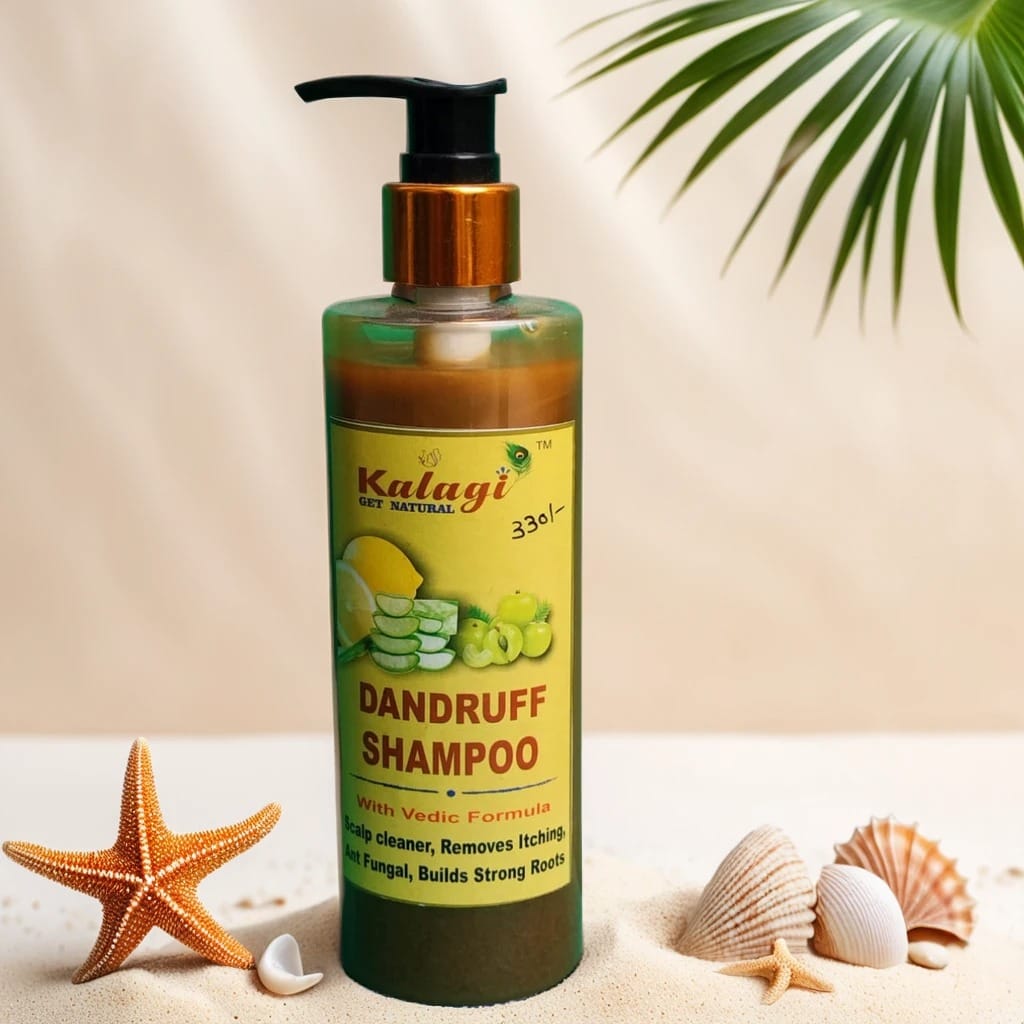 Kalagi TM
GET NATURAL
330/-
DANDRUFF
SHAMPOO
With Vedic Formula
Scalp cleaner, Removes Itching,
Ant Fungal, Builds Strong Roots